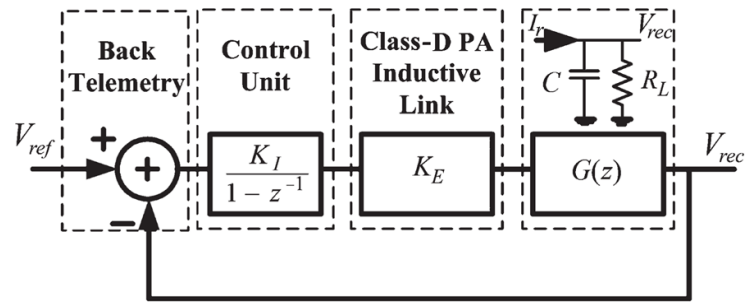 Back
Telemetry
Control
Unit
Class-D PA
Inductive
Link
I_r
V_rec
C
R_L
V_ref
+
+
−
K_I
1 − z^{-1}
K_E
G(z)
V_rec